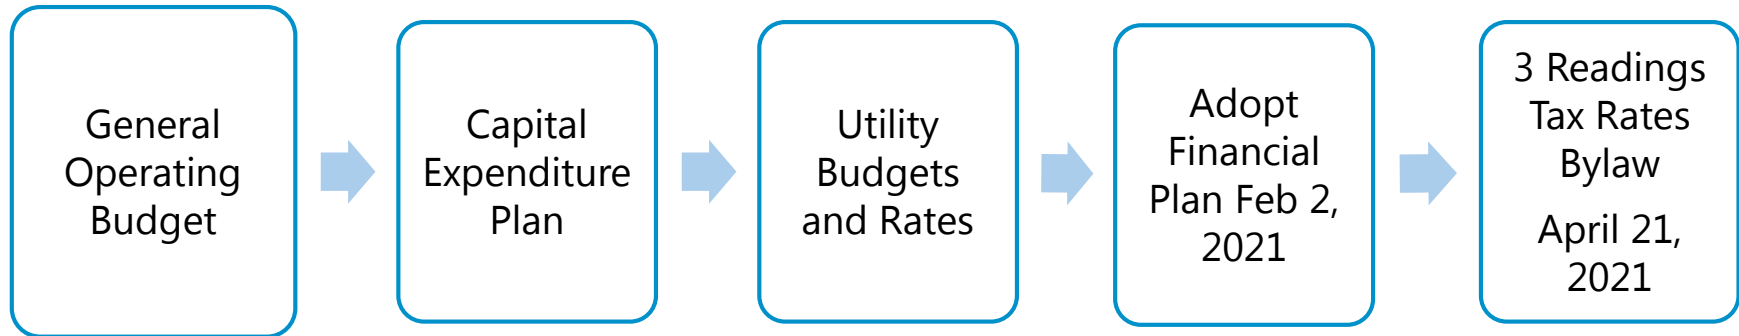 General
Operating
Budget
Capital
Expenditure
Plan
Utility
Budgets
and Rates
Adopt
Financial
Plan Feb 2,
2021
3 Readings
Tax Rates
Bylaw
April 21,
2021